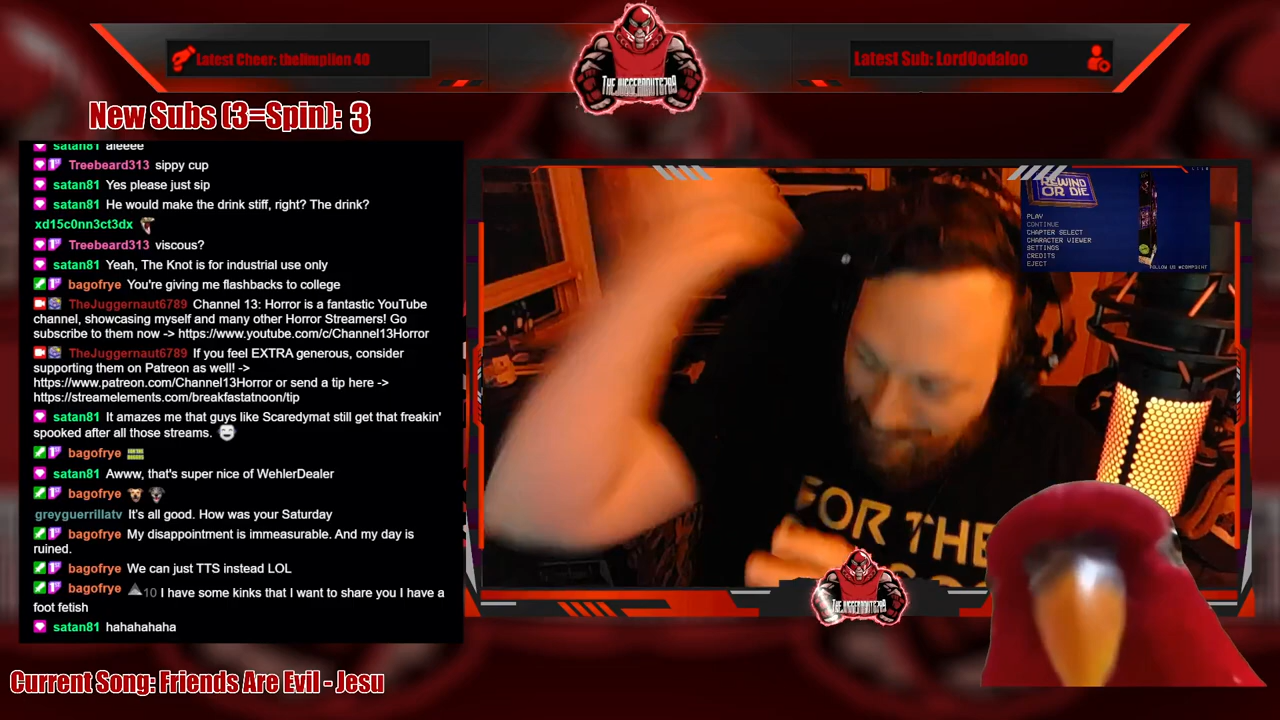 Latest Cheer: theJimption 40
THEJUGGERNAUT6789
Latest Sub: LordOodaloo
New Subs (3=Spin): 3
satan81 aieeee
Treebeard313 sippy cup
satan81 Yes please just sip
satan81 He would make the drink stiff, right? The drink?
xd15c0nn3ct3dx
Treebeard313 viscous?
satan81 Yeah, The Knot is for industrial use only
bagofrye You're giving me flashbacks to college
TheJuggernaut6789 Channel 13: Horror is a fantastic YouTube
channel, showcasing myself and many other Horror Streamers! Go
subscribe to them now -> https://www.youtube.com/c/Channel13Horror
TheJuggernaut6789 If you feel EXTRA generous, consider
supporting them on Patreon as well! ->
https://www.patreon.com/Channel13Horror or send a tip here ->
https://streamelements.com/breakfastatnoon/tip
satan81 It amazes me that guys like Scaredymat still get that freakin'
spooked after all those streams.
bagofrye
satan81 Awww, that's super nice of WehlerDealer
bagofrye
greyguerrillatv It's all good. How was your Saturday
bagofrye My disappointment is immeasurable. And my day is
ruined.
bagofrye We can just TTS instead LOL
bagofrye 10 I have some kinks that I want to share you I have a
foot fetish
satan81 hahahahaha
REWIND
OR DIE
PLAY
CONTINUE
CHAPTER SELECT
CHARACTER VIEWER
SETTINGS
CREDITS
EJECT
FOLLOW US @COMP3INT
FOR THE
THEJUGGERNAUT6789
Current Song: Friends Are Evil - Jesu